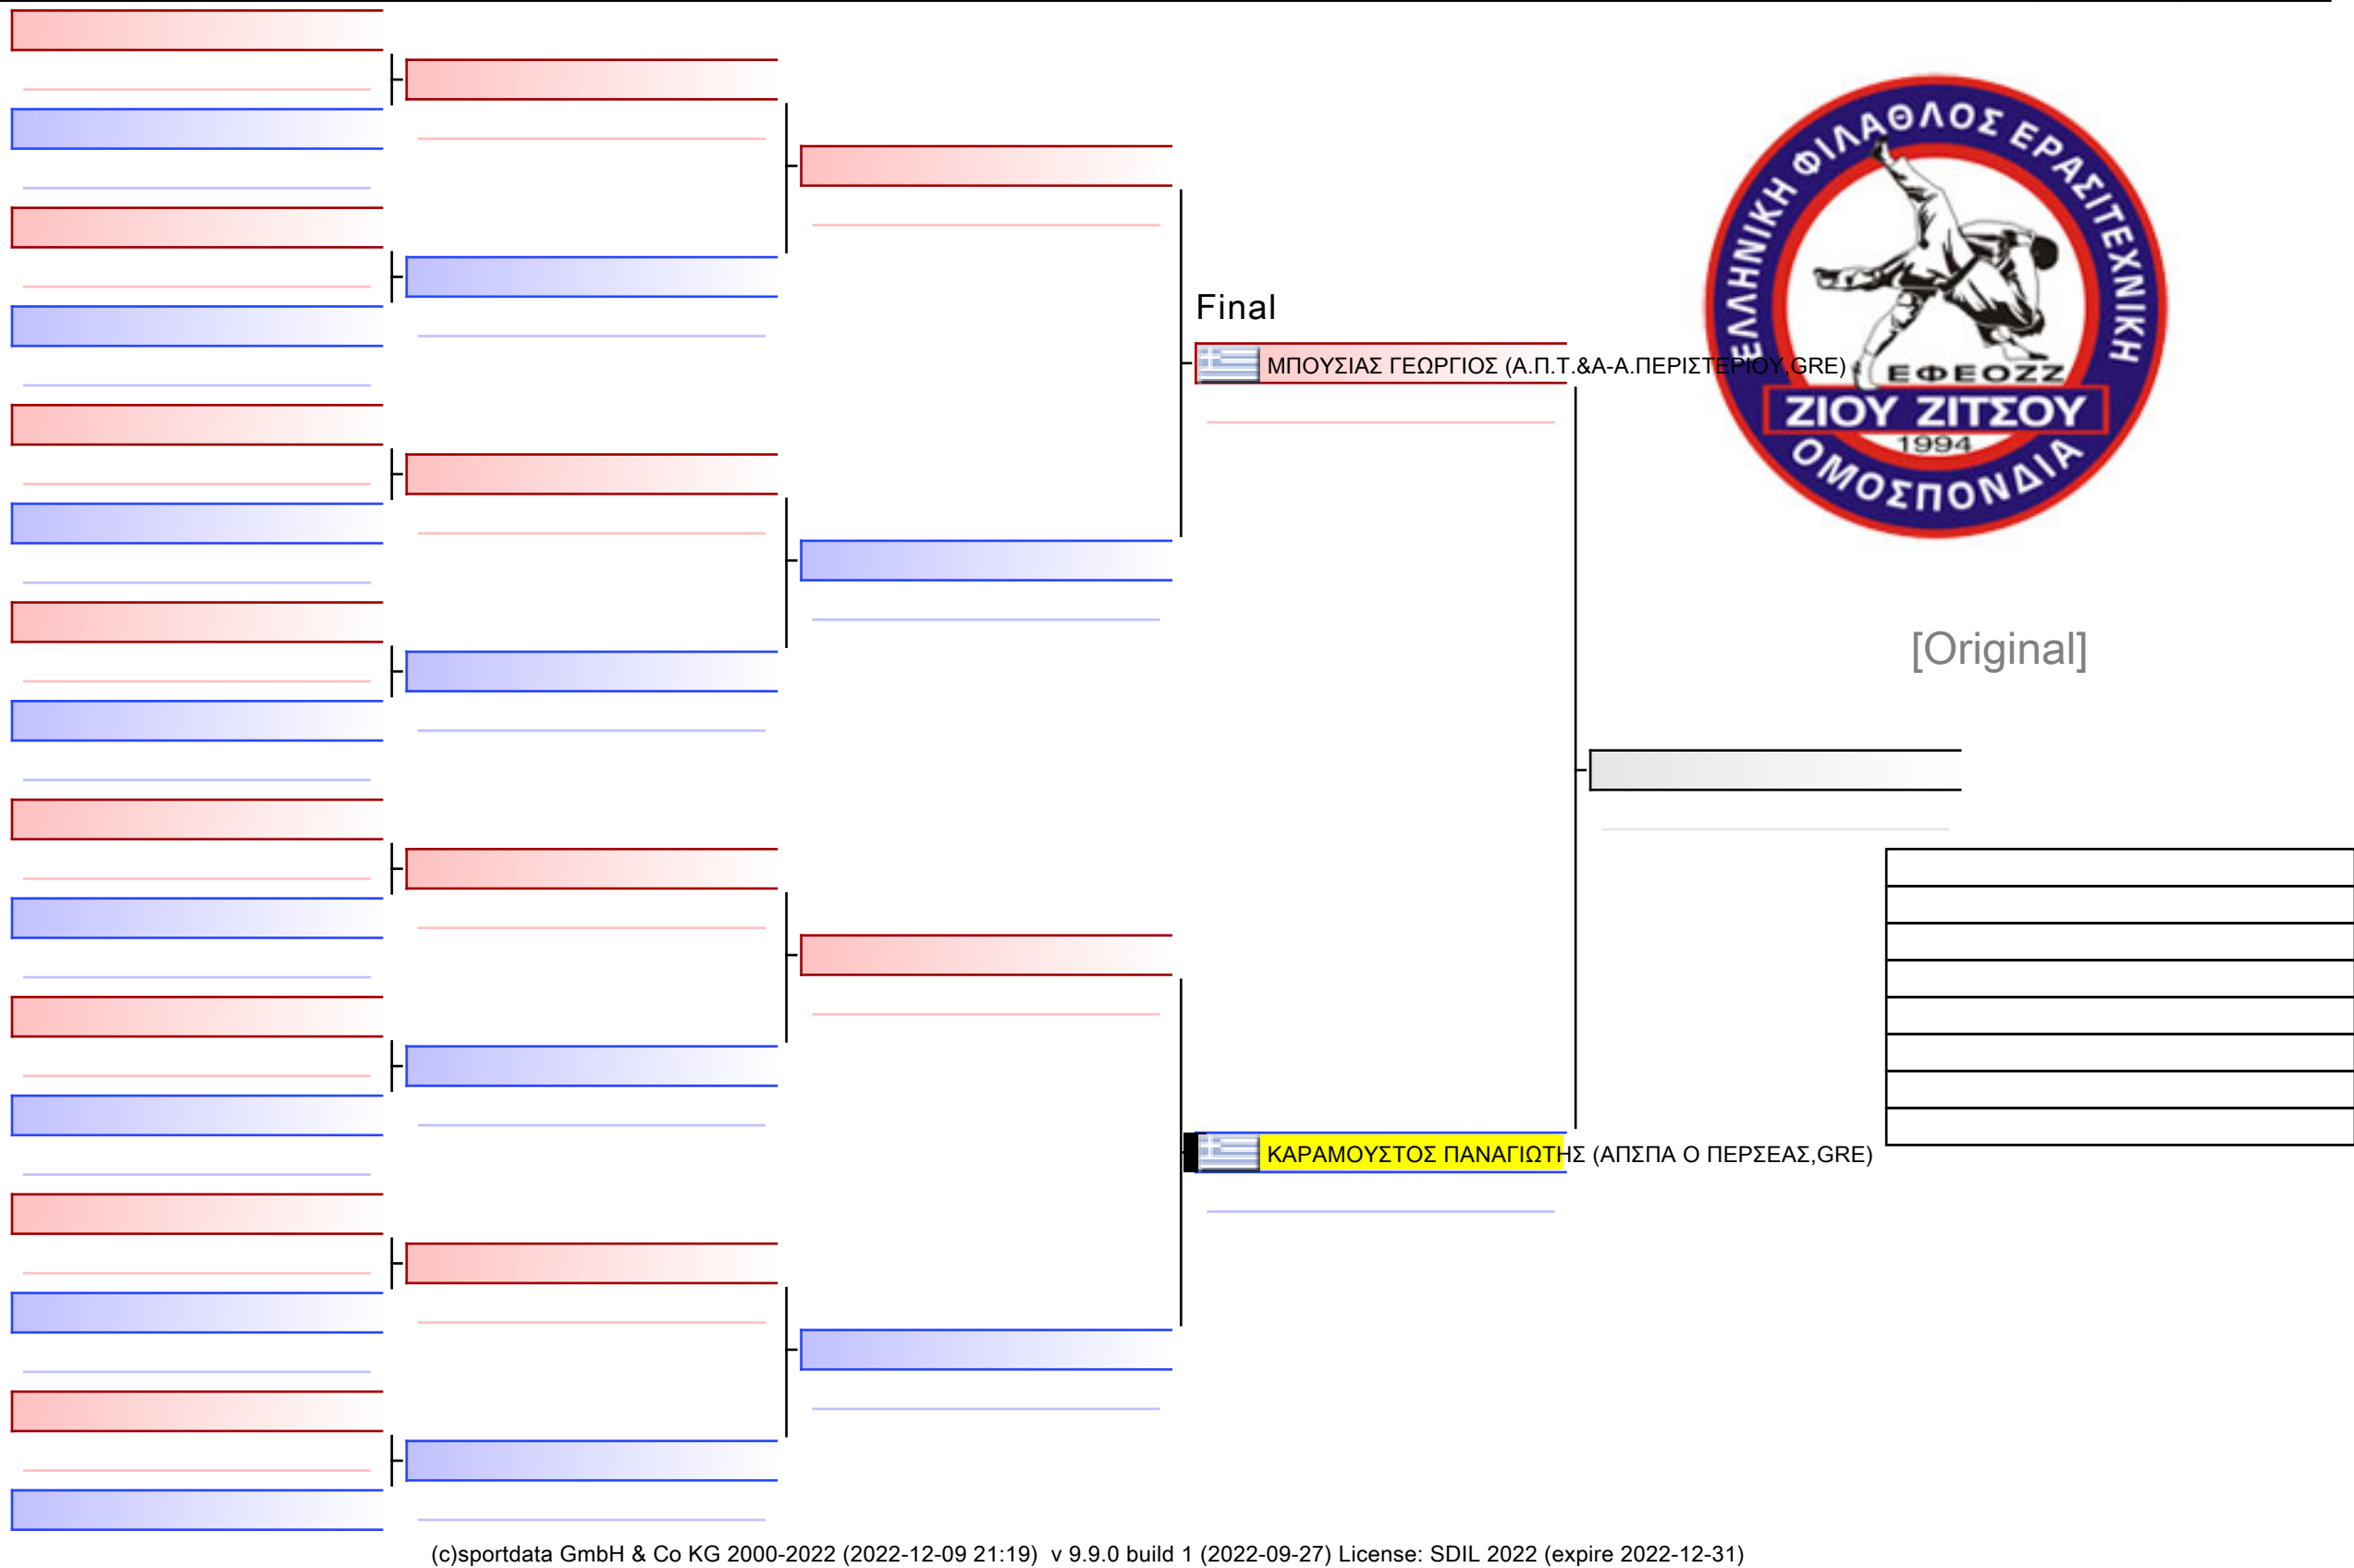 ΕΛΛΗΝΙΚΗ ΦΙΛΑΘΛΟΣ ΕΡΑΣΙΤΕΧΝΙΚΗ
Final
ΜΠΟΥΣΙΑΣ ΓΕΩΡΓΙΟΣ (Α.Π.Τ.&Α-Α.ΠΕΡΙΣΤΕΡΙΟΥ,GRE)
ΕΦΕΟΖΖ
ΖΙΟΥ ΖΙΤΣΟΥ
1994
ΟΜΟΣΠΟΝΔΙΑ
[Original]
ΚΑΡΑΜΟΥΣΤΟΣ ΠΑΝΑΓΙΩΤΗΣ (ΑΠΣΠΑ Ο ΠΕΡΣΕΑΣ,GRE)
(c)sportdata GmbH & Co KG 2000-2022 (2022-12-09 21:19) v 9.9.0 build 1 (2022-09-27) License: SDIL 2022 (expire 2022-12-31)